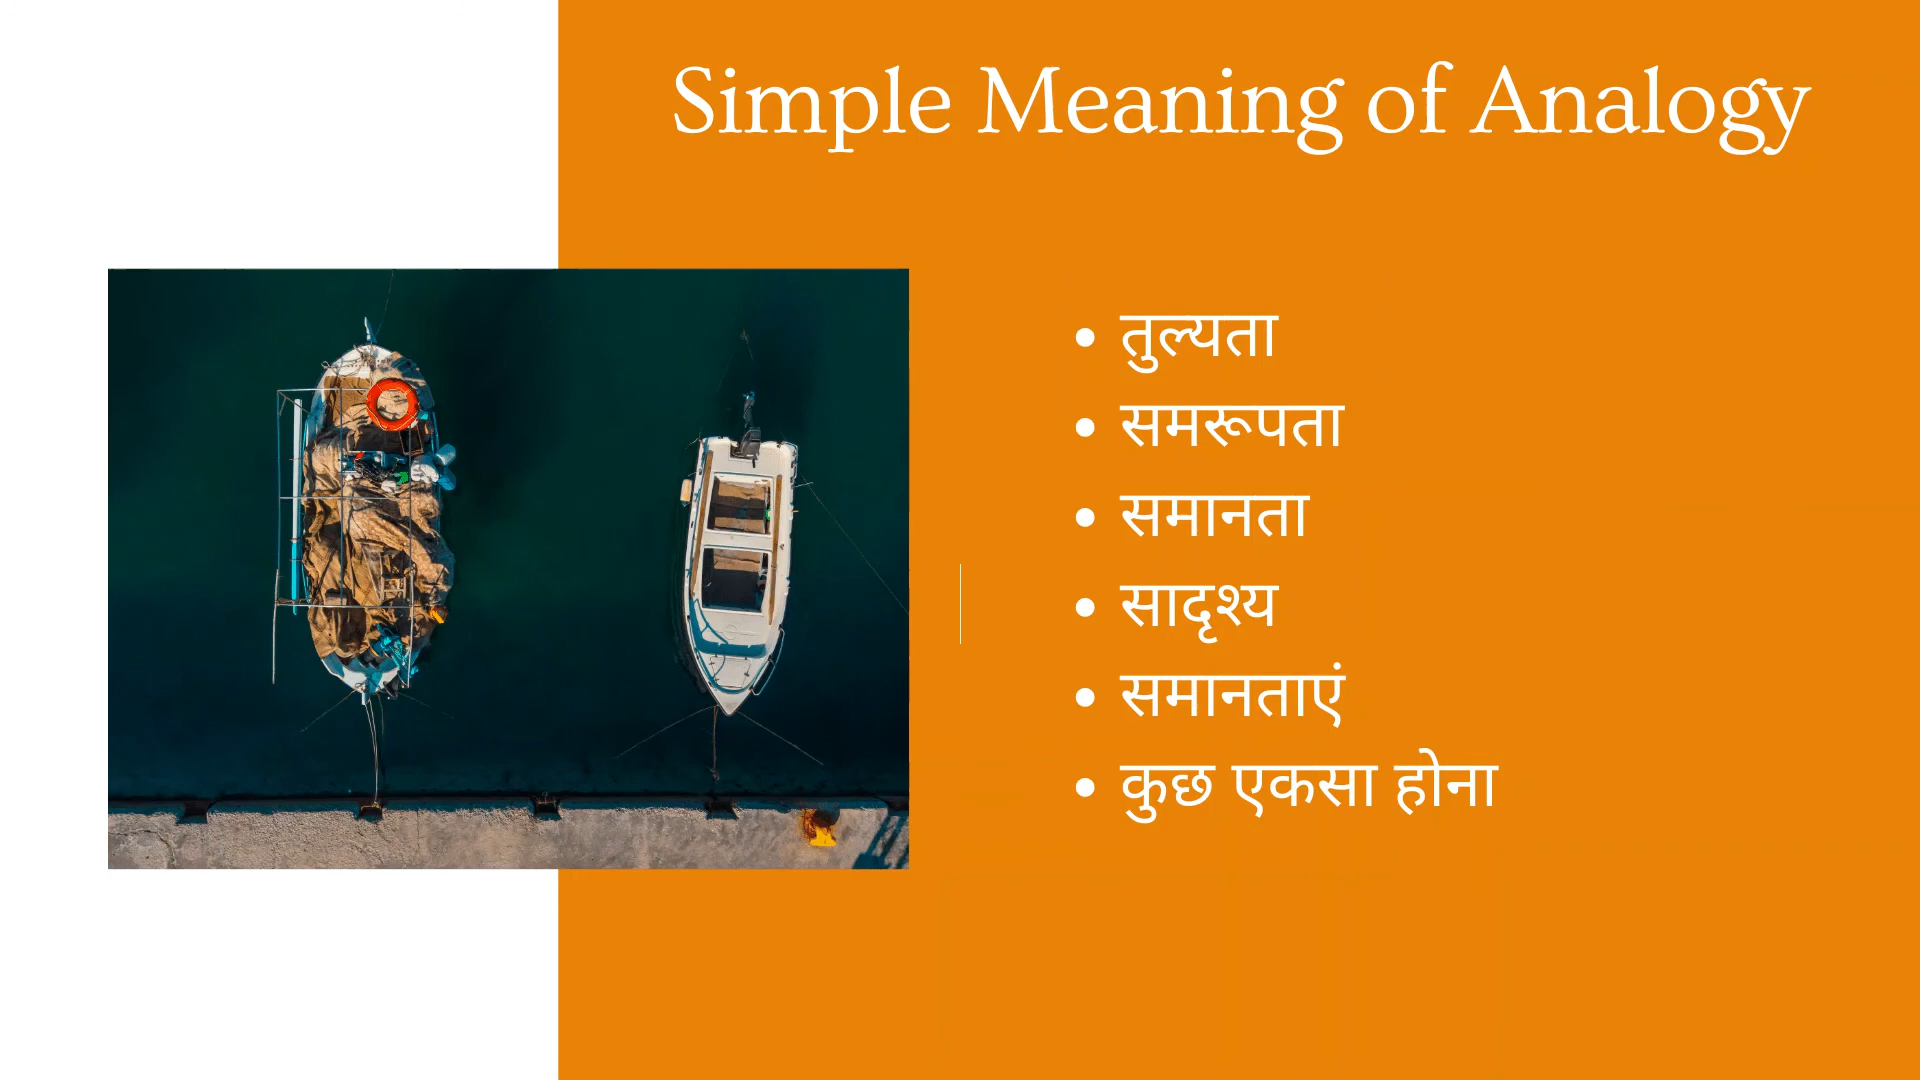 Simple Meaning of Analogy
• तुल्यता
• समरूपता
• समानता
• सादृश्य
• समानताएं
• कुछ एकसा होना